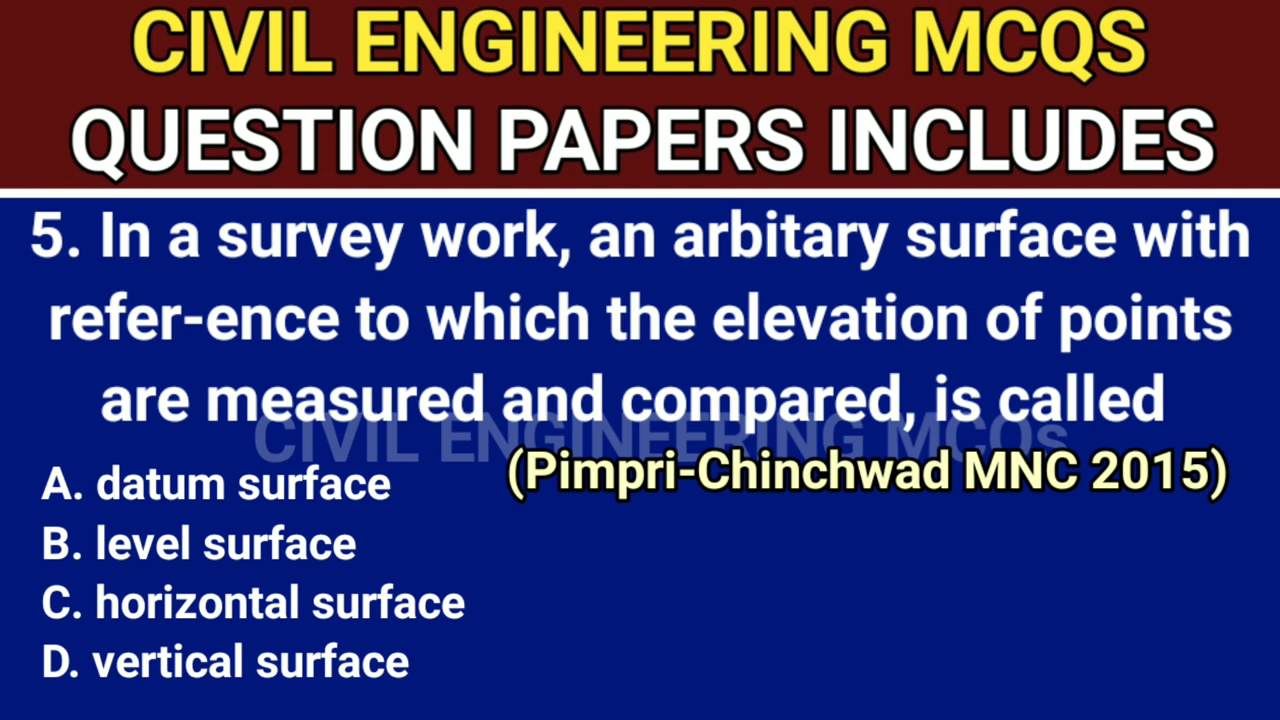 CIVIL ENGINEERING MCQS
QUESTION PAPERS INCLUDES
5. In a survey work, an arbitary surface with
refer-ence to which the elevation of points
are measured and compared, is called
CIVIL ENGINEERING MCQs
(Pimpri-Chinchwad MNC 2015)
A. datum surface
B. level surface
C. horizontal surface
D. vertical surface